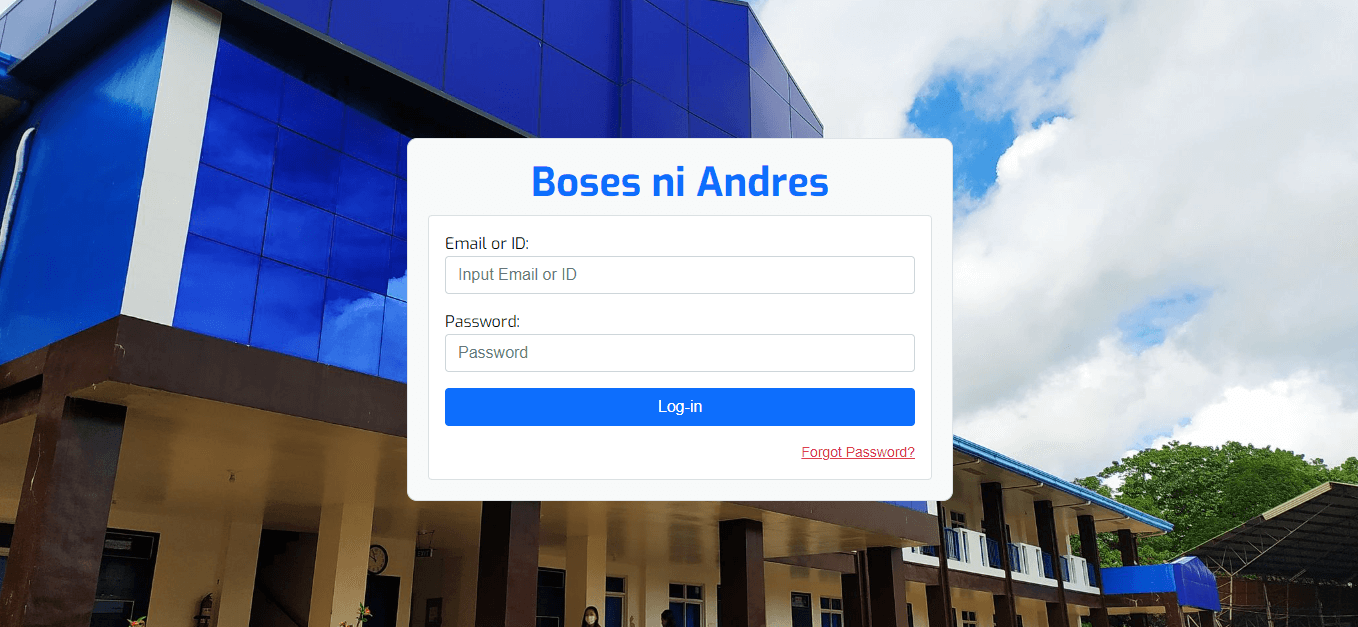 Boses ni Andres
Email or ID:
Input Email or ID
Password:
Password
Log-in
Forgot Password?